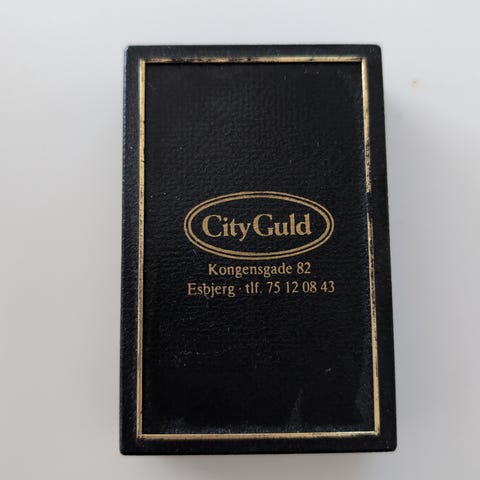 City Guld
Kongensgade 82
Esbjerg · tlf. 75 12 08 43